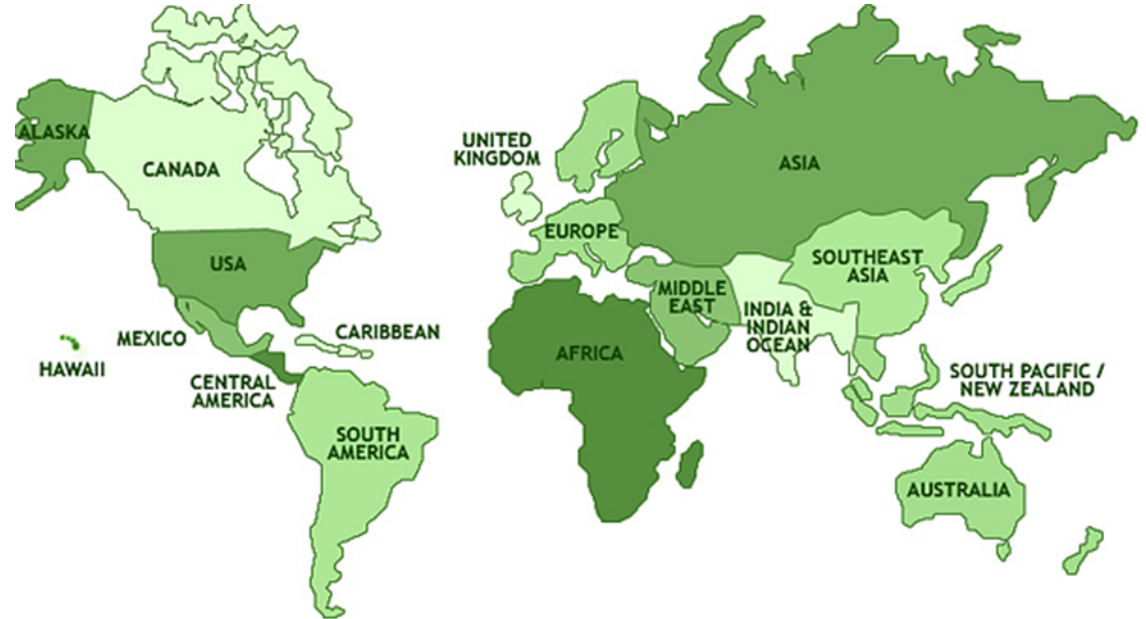 ALASKA
CANADA
UNITED
KINGDOM
ASIA
EUROPE
USA
SOUTHEAST
ASIA
MIDDLE
EAST
INDIA &
INDIAN
OCEAN
MEXICO
CARIBBEAN
HAWAII
AFRICA
CENTRAL
AMERICA
SOUTH PACIFIC /
NEW ZEALAND
SOUTH
AMERICA
AUSTRALIA